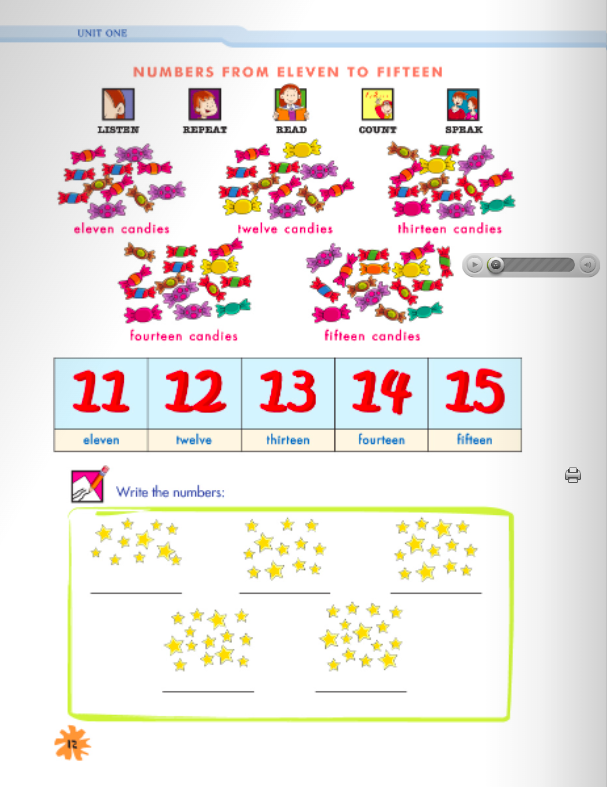 UNIT ONE
NUMBERS FROM ELEVEN TO FIFTEEN
LISTEN REPEAT READ COUNT SPEAK
eleven candies twelve candies thirteen candies
fourteen candies fifteen candies
11 12 13 14 15
eleven twelve thirteen fourteen fifteen
Write the numbers:
12